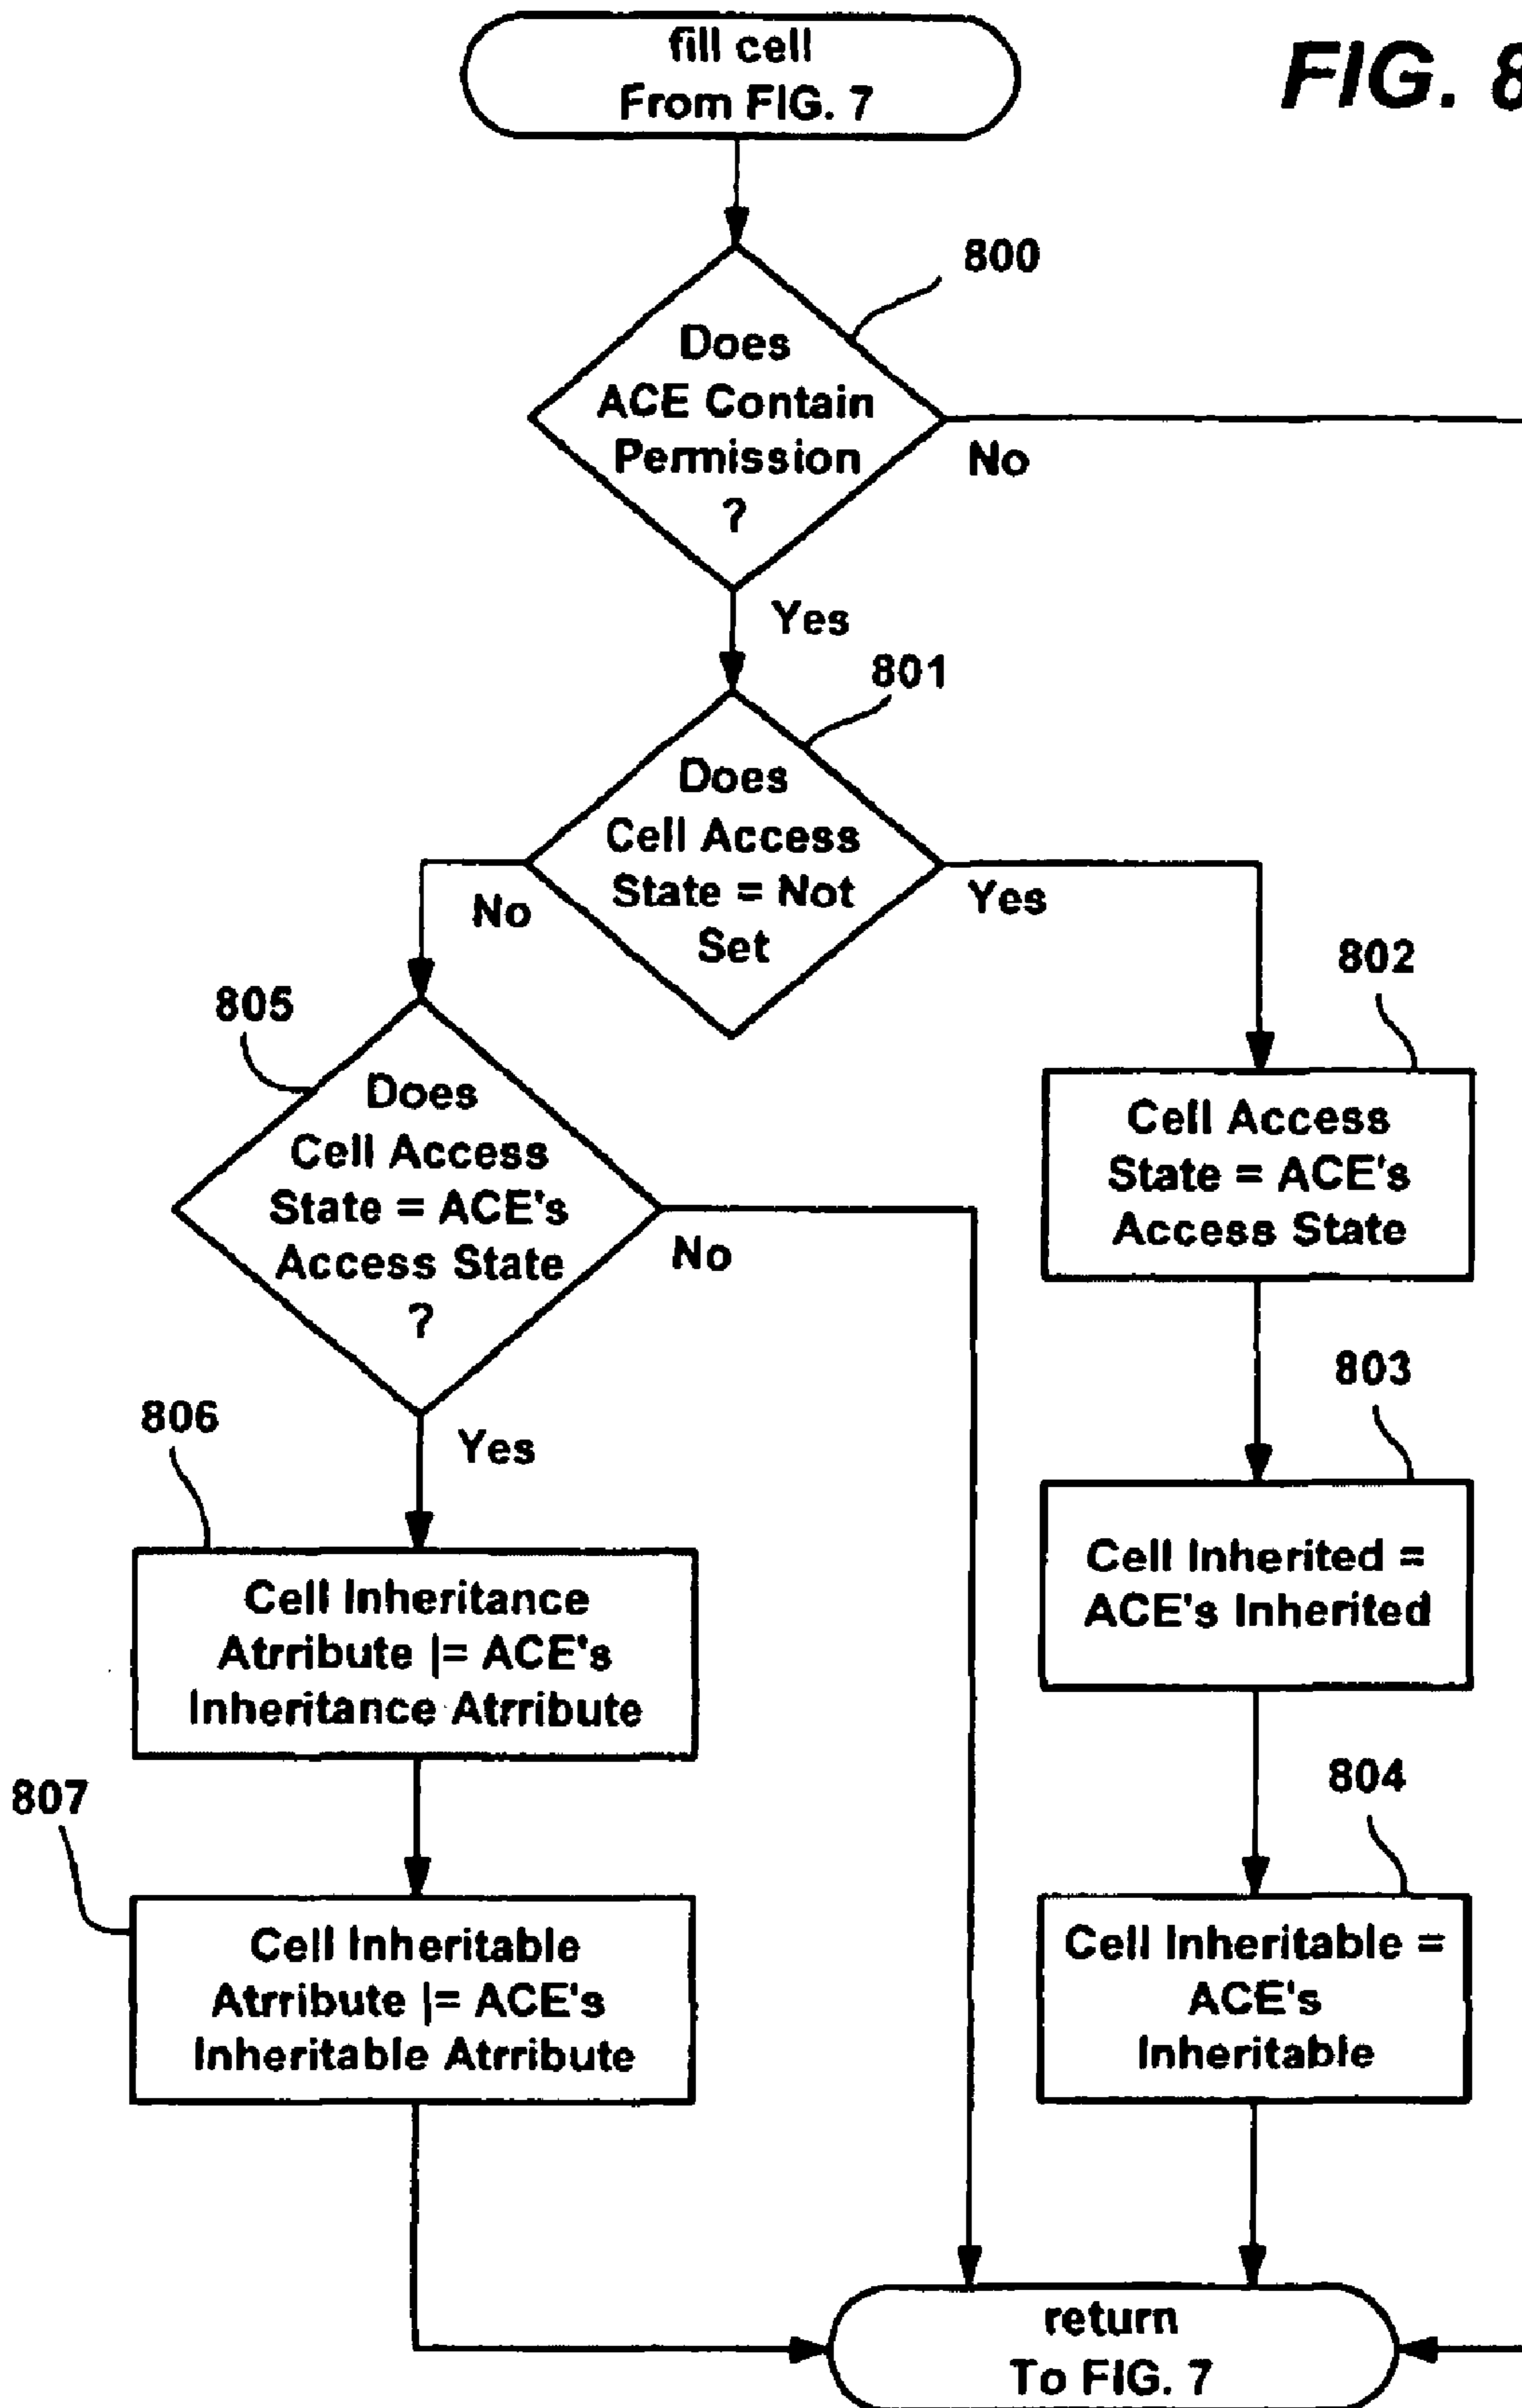 fill cell
From FIG. 7
FIG. 8
800
Does
ACE Contain
Permission
?
No
Yes
801
Does
Cell Access
State = Not
Set
No
Yes
802
Cell Access
State = ACE's
Access State
805
Does
Cell Access
State = ACE's
Access State
?
No
Yes
803
Cell Inherited =
ACE's Inherited
806
Cell Inheritance
Atrribute |= ACE's
Inheritance Atrribute
804
Cell Inheritable =
ACE's
Inheritable
807
Cell Inheritable
Atrribute |= ACE's
Inheritable Atrribute
return
To FIG. 7